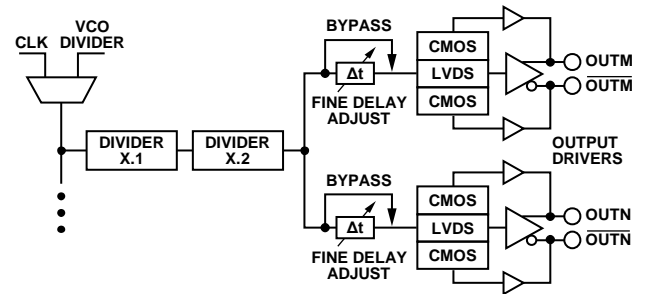 CLK
VCO
DIVIDER
DIVIDER
X.1
DIVIDER
X.2
BYPASS
Δt
FINE DELAY
ADJUST
CMOS
LVDS
CMOS
OUTM
OUTM
OUTPUT
DRIVERS
BYPASS
Δt
FINE DELAY
ADJUST
CMOS
LVDS
CMOS
OUTN
OUTN